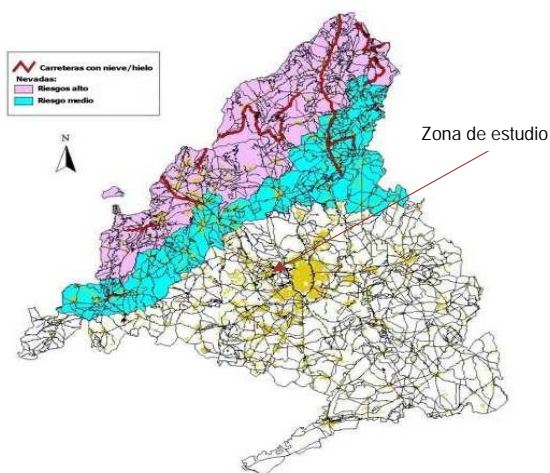 Carreteras con nieve/hielo
Nevadas:
Riesgos alto
Riesgo medio
N
Zona de estudio